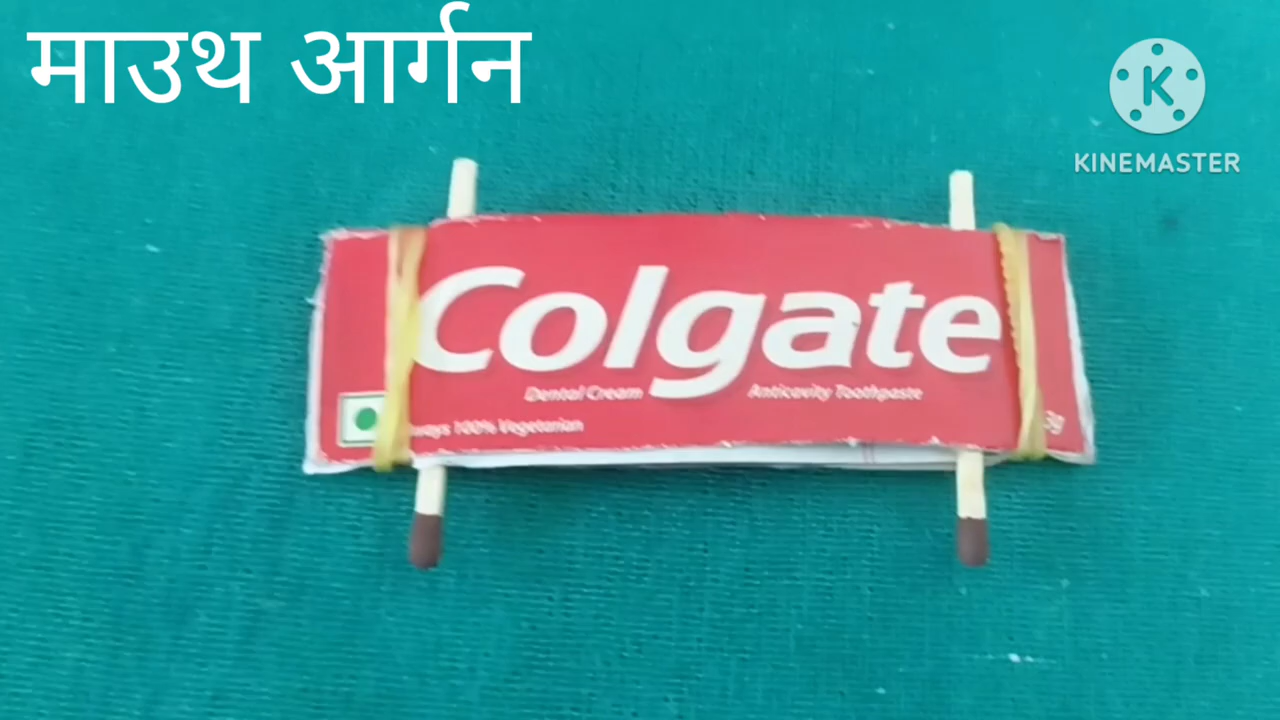 माउथ आर्गन
K
KINEMASTER
Colgate
Dental Cream Anticavity Toothpaste
100% Vegetarian